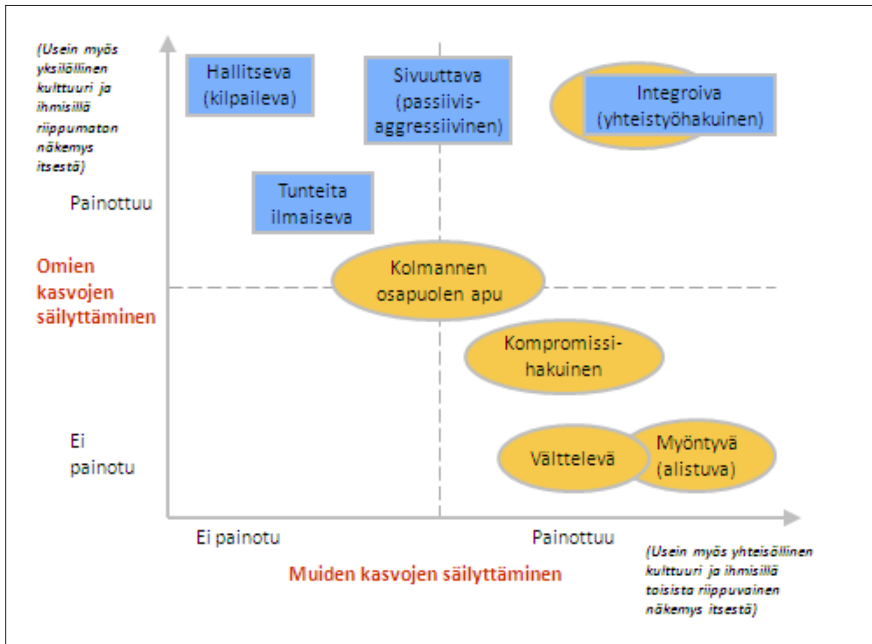 (Usein myös
yksilöllinen
kulttuuri ja
ihmisillä
riippumaton
näkemys
itsestä)
Hallitseva
(kilpaileva)
Sivuuttava
(passiivis-
aggressiivinen)
Integroiva
(yhteistyöhakuinen)
Painottuu
Tunteita
ilmaiseva
Omien
kasvojen
säilyttäminen
Kolmannen
osapuolen apu
Kompromissi-
hakuinen
Ei
painotu
Välttelevä
Myöntyvä
(alistuva)
Ei painotu
Painottuu
Muiden kasvojen säilyttäminen
(Usein myös yhteisöllinen
kulttuuri ja ihmisillä
toisista riippuvainen
näkemys itsestä)